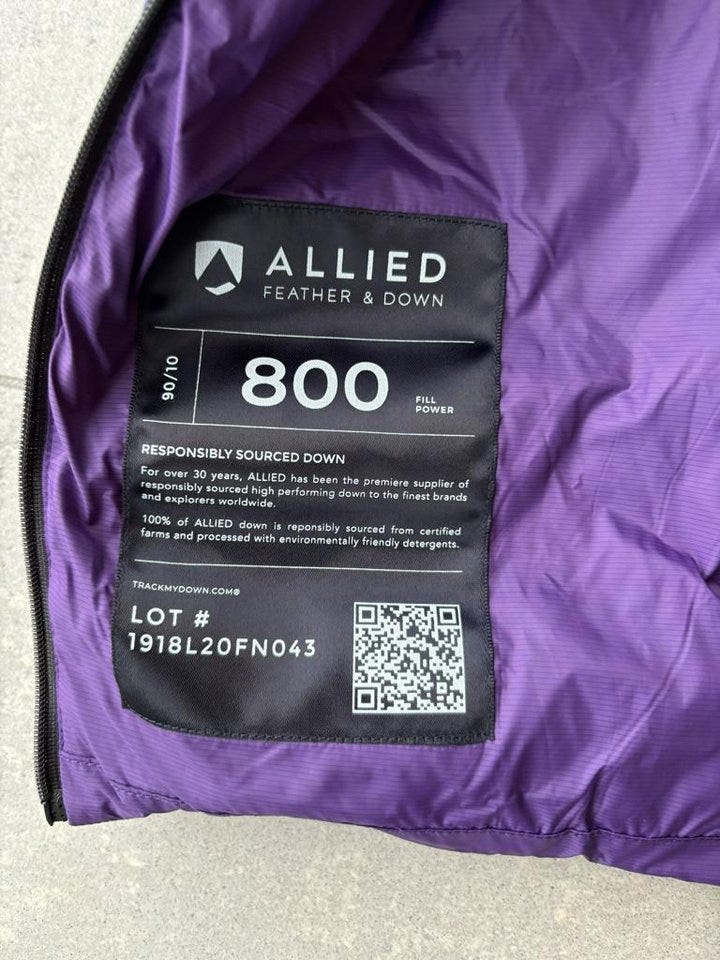 ALLIED
FEATHER & DOWN
90/10
800
FILL
POWER
RESPONSIBLY SOURCED DOWN
For over 30 years, ALLIED has been the premiere supplier of
responsibly sourced high performing down to the finest brands
and explorers worldwide.
100% of ALLIED down is reponsibly sourced from certified
farms and processed with environmentally friendly detergents.
TRACKMYDOWN.COM®
LOT #
1918L20FN043